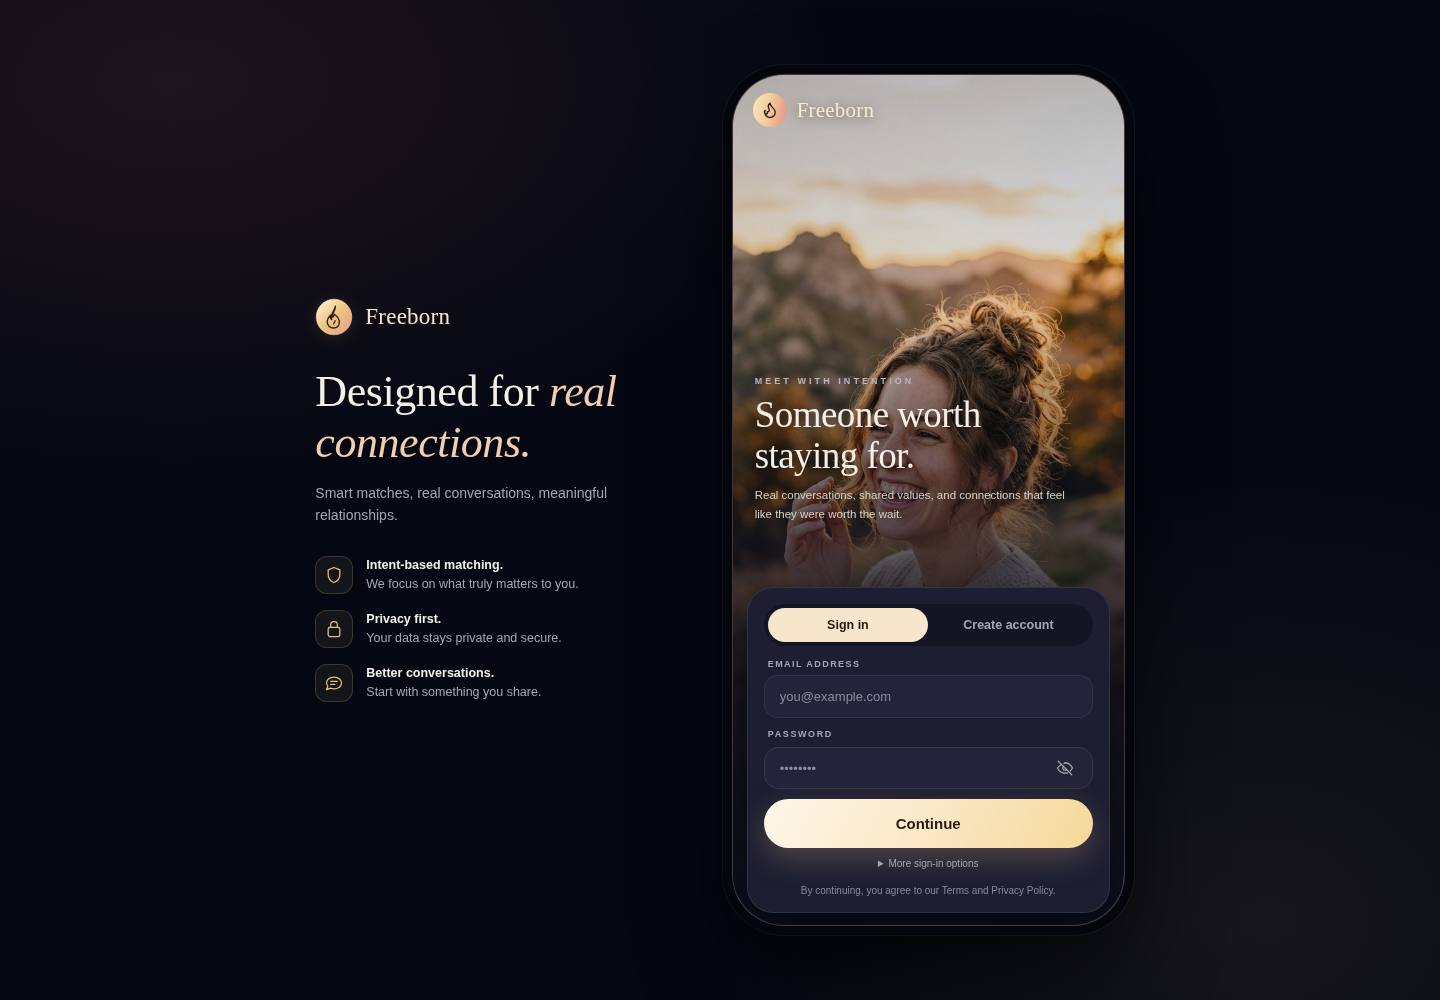 Freeborn
Designed for real
connections.
Smart matches, real conversations, meaningful
relationships.
Intent-based matching.
We focus on what truly matters to you.
Privacy first.
Your data stays private and secure.
Better conversations.
Start with something you share.
Freeborn
MEET WITH INTENTION
Someone worth
staying for.
Real conversations, shared values, and connections that feel
like they were worth the wait.
Sign in
Create account
EMAIL ADDRESS
you@example.com
PASSWORD
••••••••
Continue
▶ More sign-in options
By continuing, you agree to our Terms and Privacy Policy.